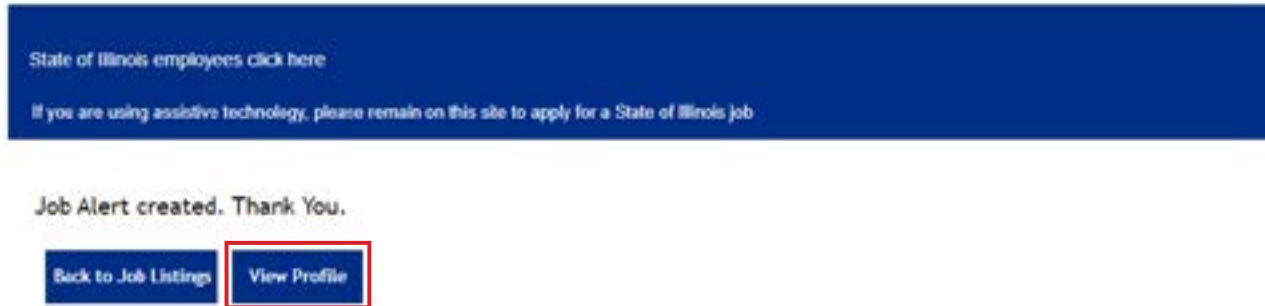 State of Illinois employees click here
If you are using assistive technology, please remain on this site to apply for a State of Illinois job
Job Alert created. Thank You.
Back to Job Listings View Profile